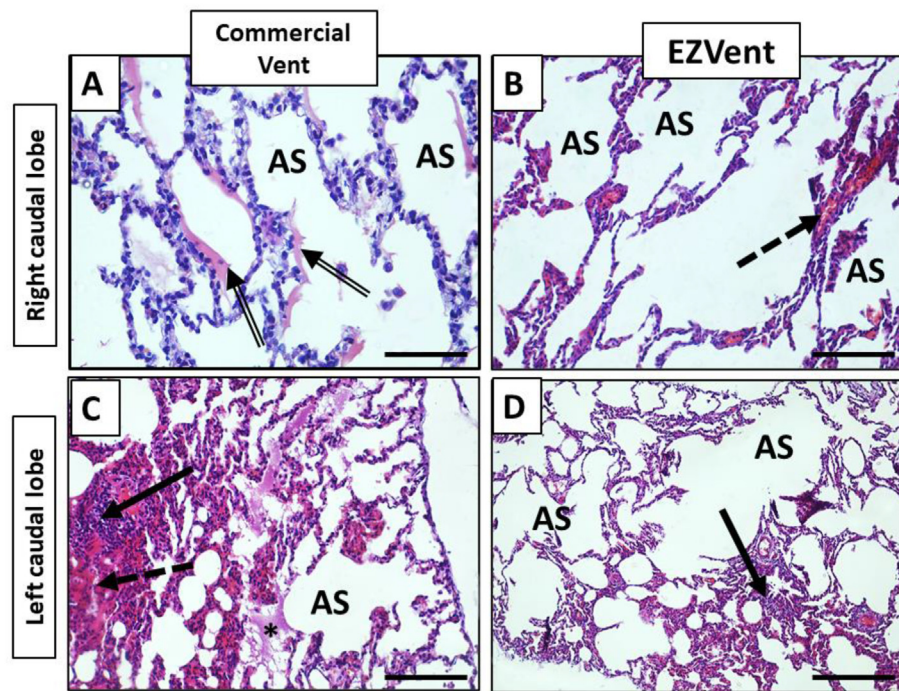 Commercial
Vent
EZVent
Right caudal lobe
A
AS
AS
B
AS
AS
AS
Left caudal lobe
C
AS
*
D
AS
AS